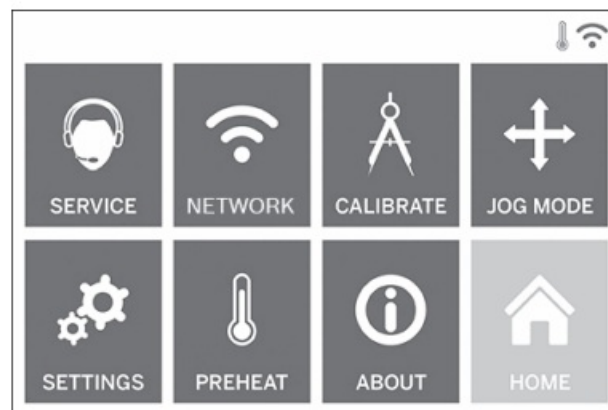 SERVICE NETWORK CALIBRATE JOG MODE
SETTINGS PREHEAT ABOUT HOME